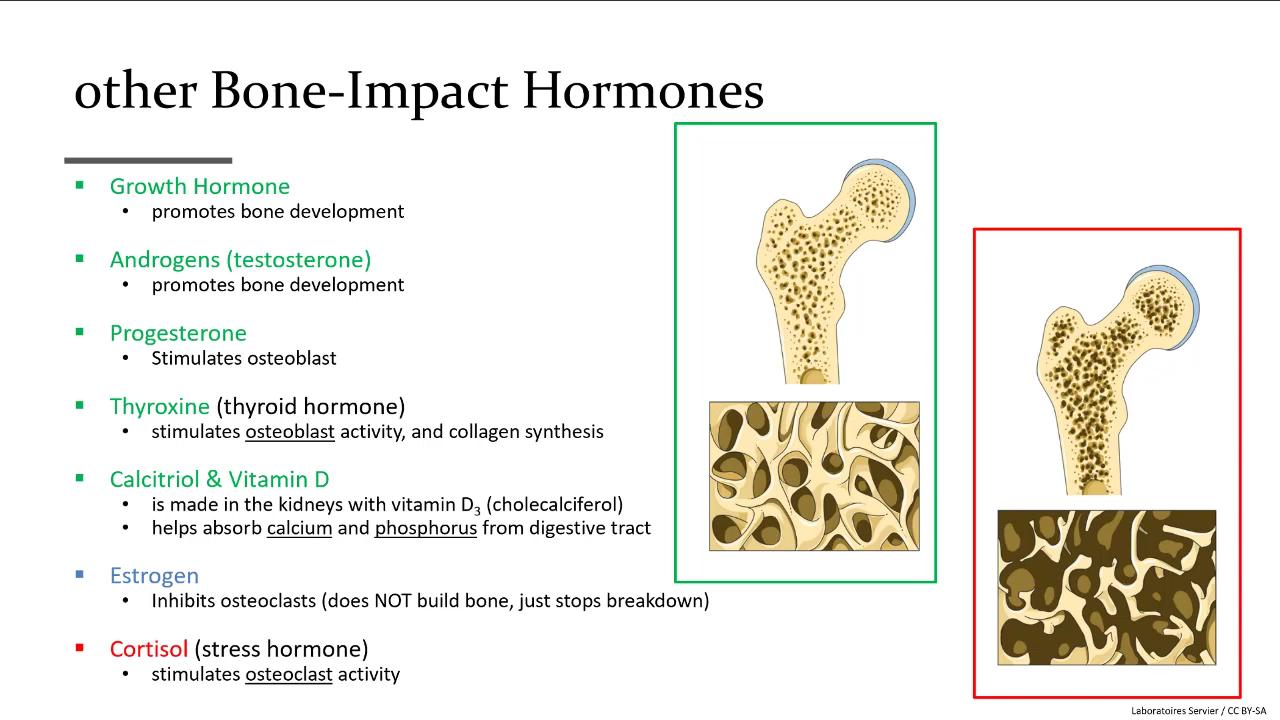 other Bone-Impact Hormones
Growth Hormone
promotes bone development
Androgens (testosterone)
promotes bone development
Progesterone
Stimulates osteoblast
Thyroxine (thyroid hormone)
stimulates osteoblast activity, and collagen synthesis
Calcitriol & Vitamin D
is made in the kidneys with vitamin D₃ (cholecalciferol)
helps absorb calcium and phosphorus from digestive tract
Estrogen
Inhibits osteoclasts (does NOT build bone, just stops breakdown)
Cortisol (stress hormone)
stimulates osteoclast activity
Laboratoires Servier / CC BY-SA